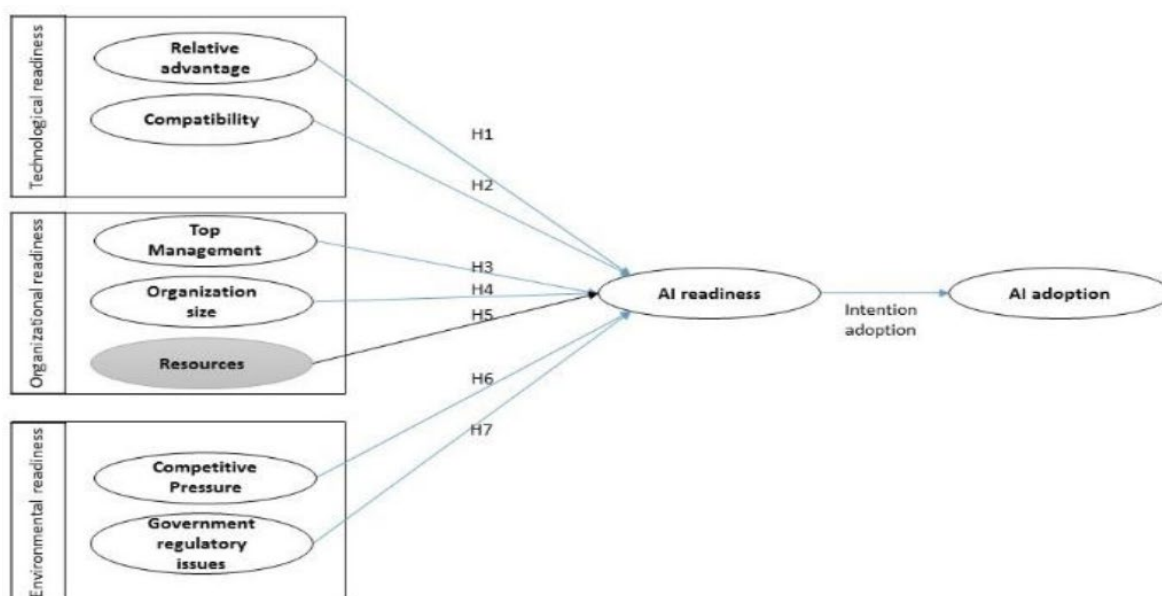 Technological readiness
Relative
advantage
Compatibility
H1
H2
Organizational readiness
Top
Management
Organization
size
Resources
H3
H4
H5
AI readiness
Intention
adoption
AI adoption
Environmental readiness
Competitive
Pressure
Government
regulatory
issues
H6
H7